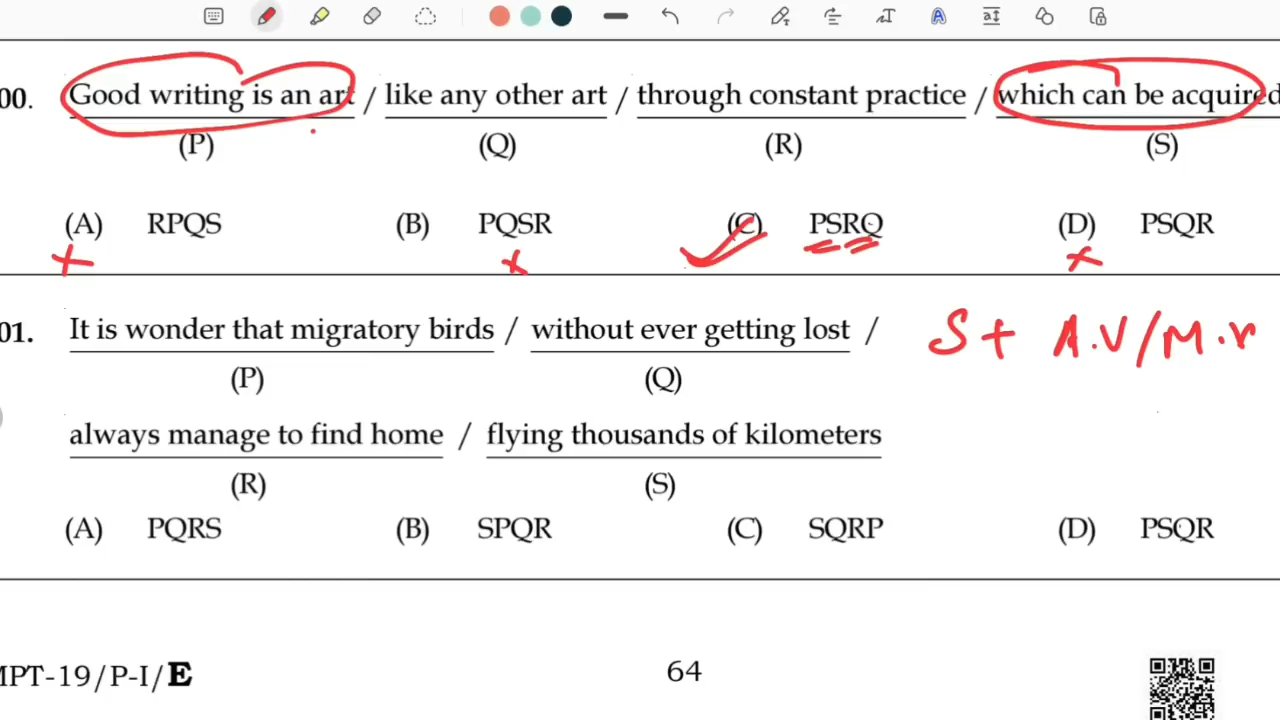 00. Good writing is an art / like any other art / through constant practice / which can be acquired
(P) (Q) (R) (S)
(A) RPQS (B) PQSR (C) PSRQ (D) PSQR
01. It is wonder that migratory birds / without ever getting lost / S + A.V/M.V
(P) (Q)
always manage to find home / flying thousands of kilometers
(R) (S)
(A) PQRS (B) SPQR (C) SQRP (D) PSQR
MPT-19/P-I/E 64